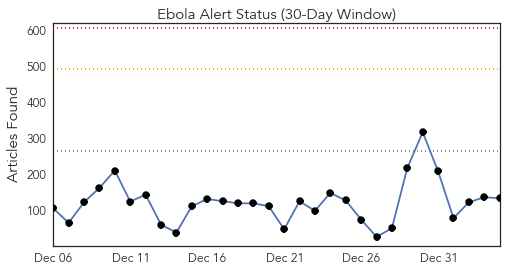 Ebola Alert Status (30-Day Window)
Articles Found
600
500
400
300
200
100
Dec 06
Dec 11
Dec 16
Dec 21
Dec 26
Dec 31